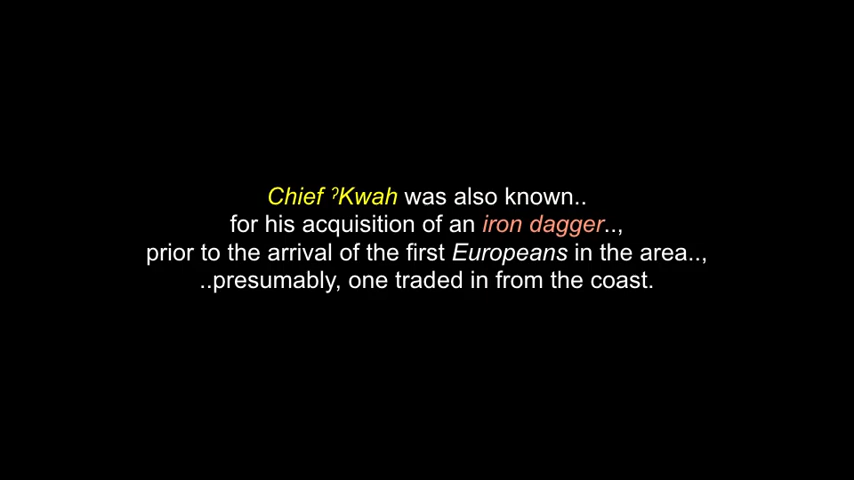 Chief ˀKwah was also known..
for his acquisition of an iron dagger..,
prior to the arrival of the first Europeans in the area..,
..presumably, one traded in from the coast.